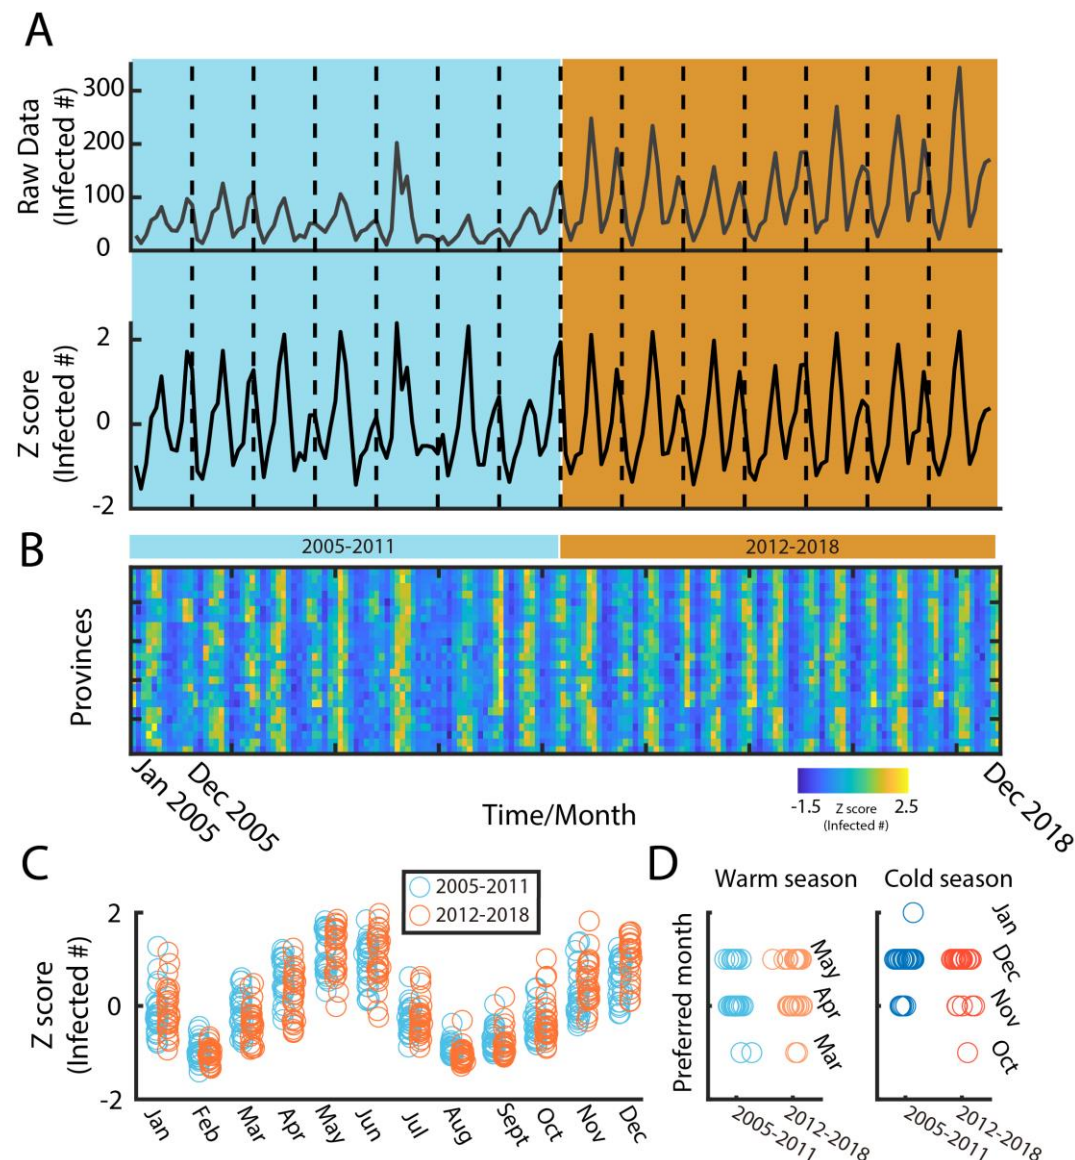 A
Raw Data
(Infected #)
300
200
100
0
Z score
(Infected #)
2
0
-2
B
2005-2011
2012-2018
Provinces
Jan 2005
Dec 2005
Time/Month
-1.5
Z score
(Infected #)
2.5
Dec 2018
C
2005-2011
2012-2018
Z score
(Infected #)
2
0
-2
Jan
Feb
Mar
Apr
May
Jun
Jul
Aug
Sept
Oct
Nov
Dec
D
Warm season
Cold season
Preferred month
May
Apr
Mar
Jan
Dec
Nov
Oct
2005-2011
2012-2018
2005-2011
2012-2018